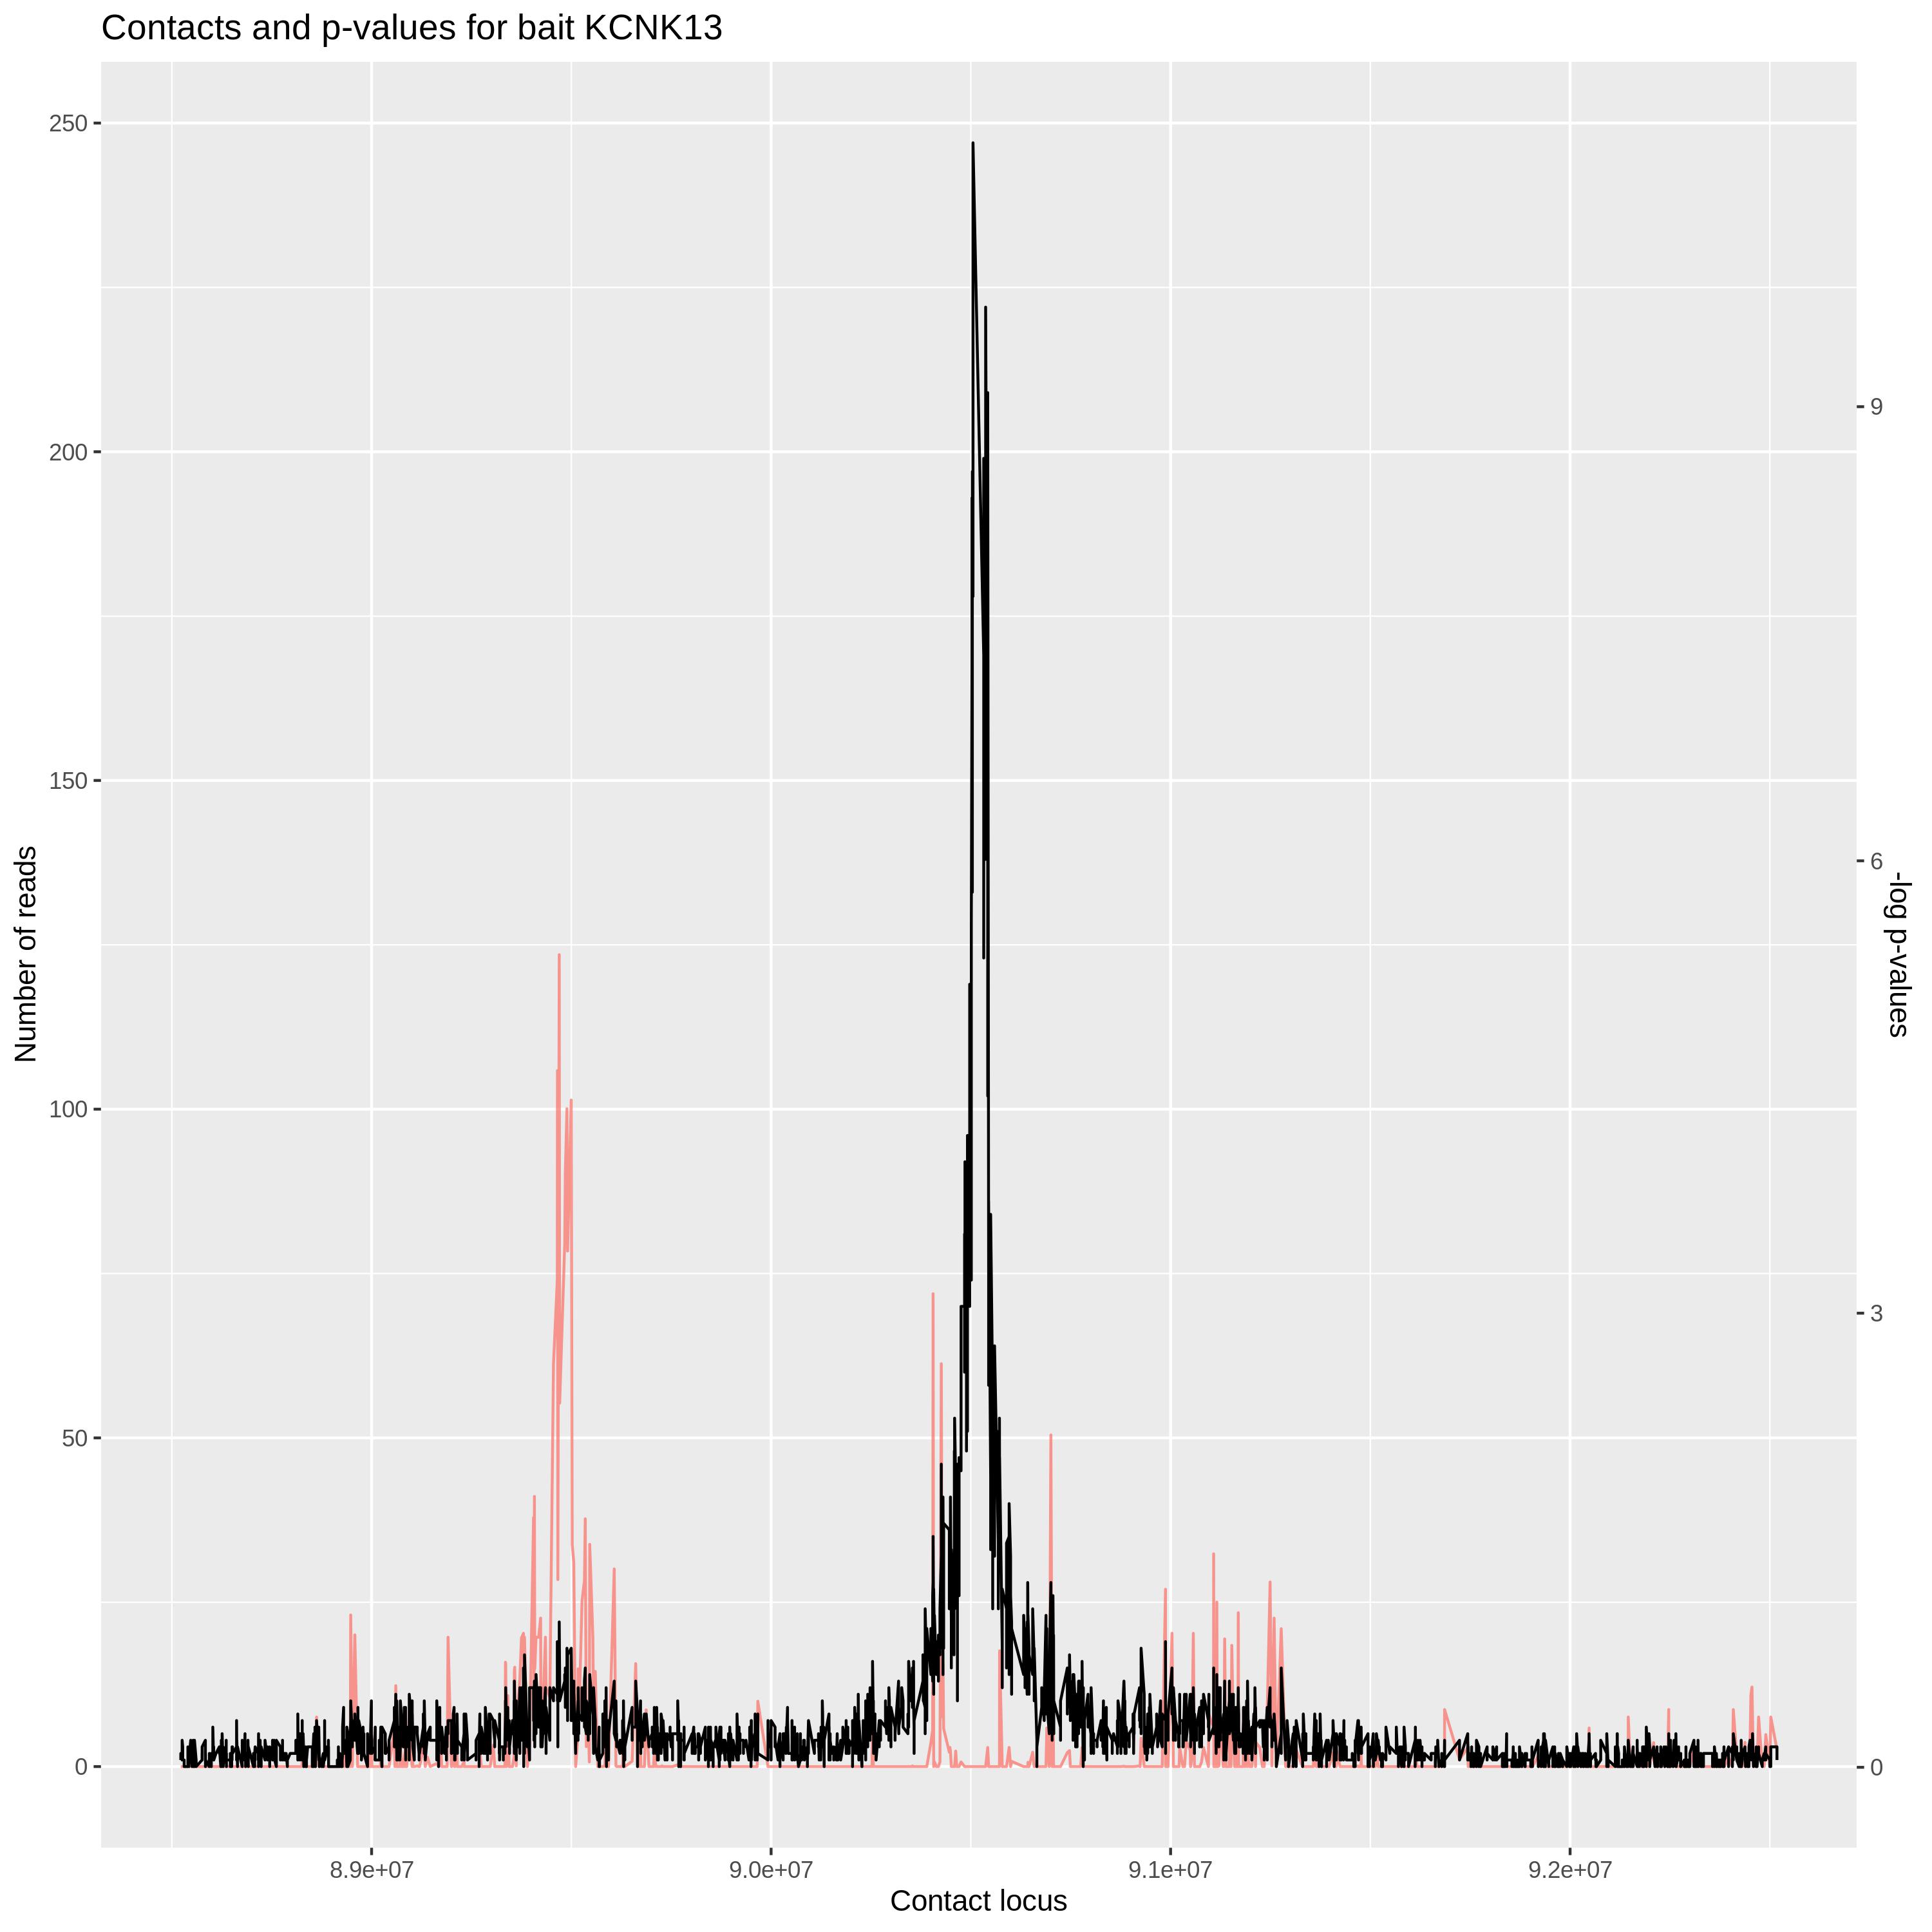 Contacts and p-values for bait KCNK13
250
200
150
100
50
0
Number of reads
9
6
3
0
-log p-values
8.9e+07
9.0e+07
9.1e+07
9.2e+07
Contact locus